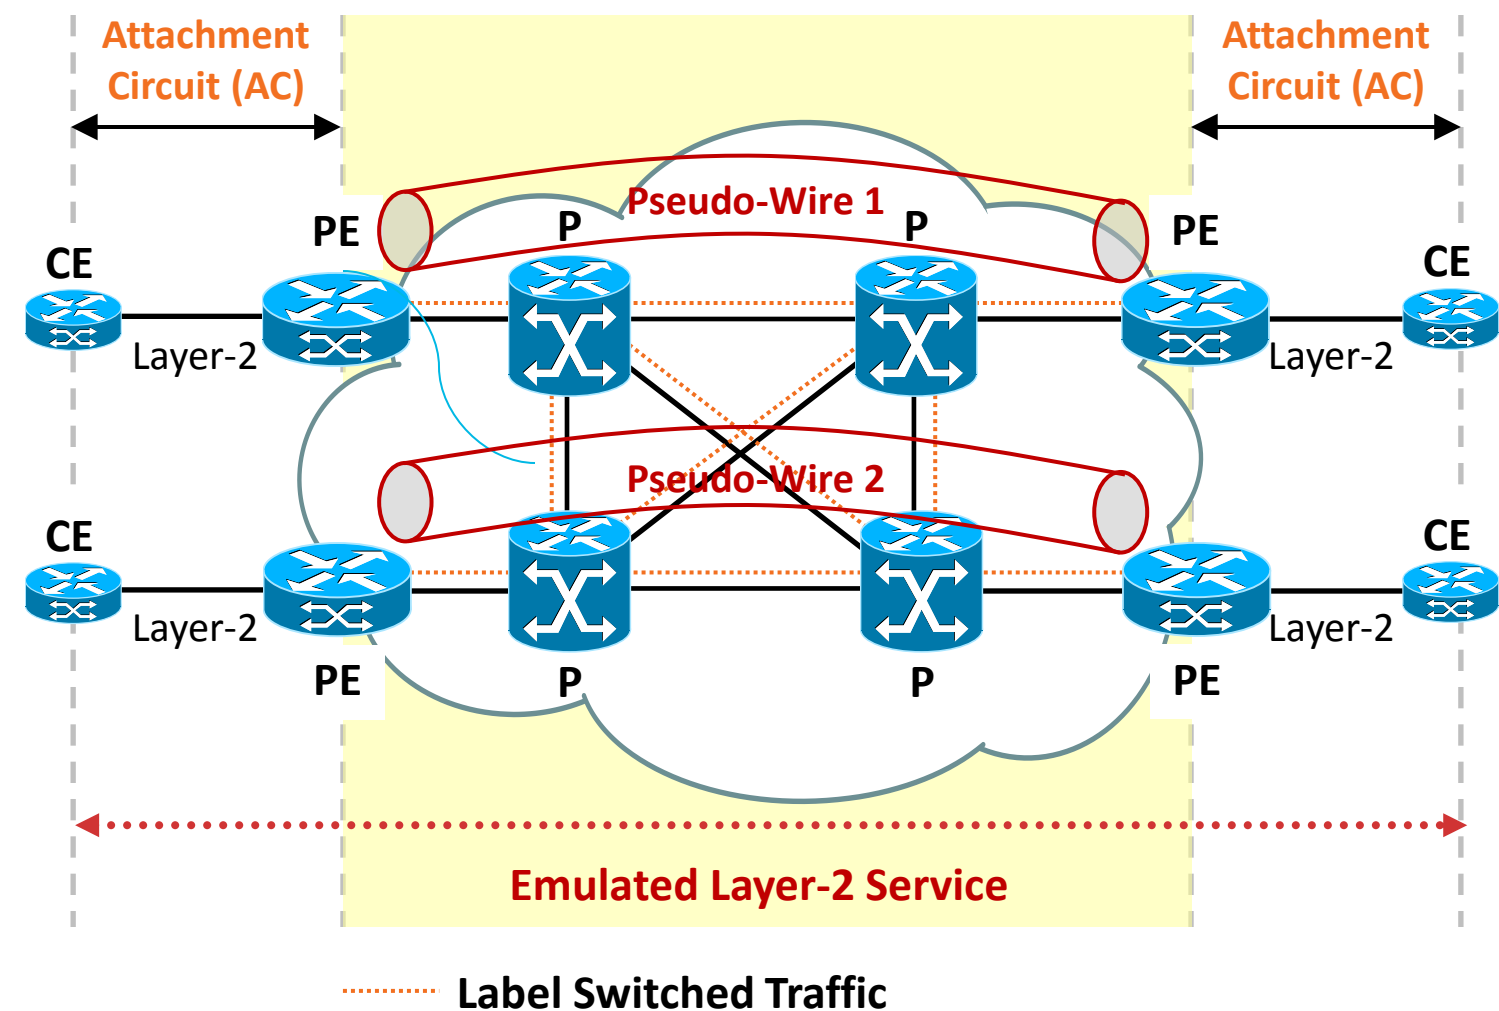 Attachment
Circuit (AC)
Attachment
Circuit (AC)
Pseudo-Wire 1
PE
P
P
PE
CE
CE
Layer-2
Layer-2
Pseudo-Wire 2
CE
CE
Layer-2
Layer-2
PE
P
P
PE
Emulated Layer-2 Service
Label Switched Traffic